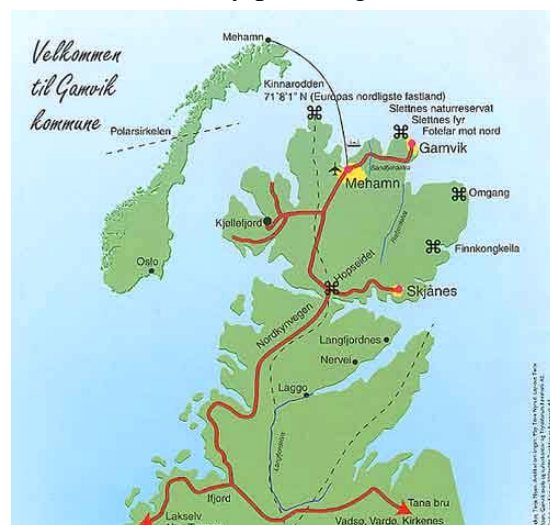 Velkommen
til Gamvik
kommune
Mehamn
Kinnarodden
71°8'1" N (Europas nordligste fastland)
Polarsirkelen
Slettnes naturreservat
Slettnes fyr
Fotefar mot nord
Gamvik
Mehamn
Omgang
Kjøllefjord
Finnkongkeila
Oslo
Hopseidet
Skjånes
Nordkynvegen
Langfjordnes
Nervei
Laggo
Ifjord
Tana bru
Lakselv
Vadsø, Vardø, Kirkenes